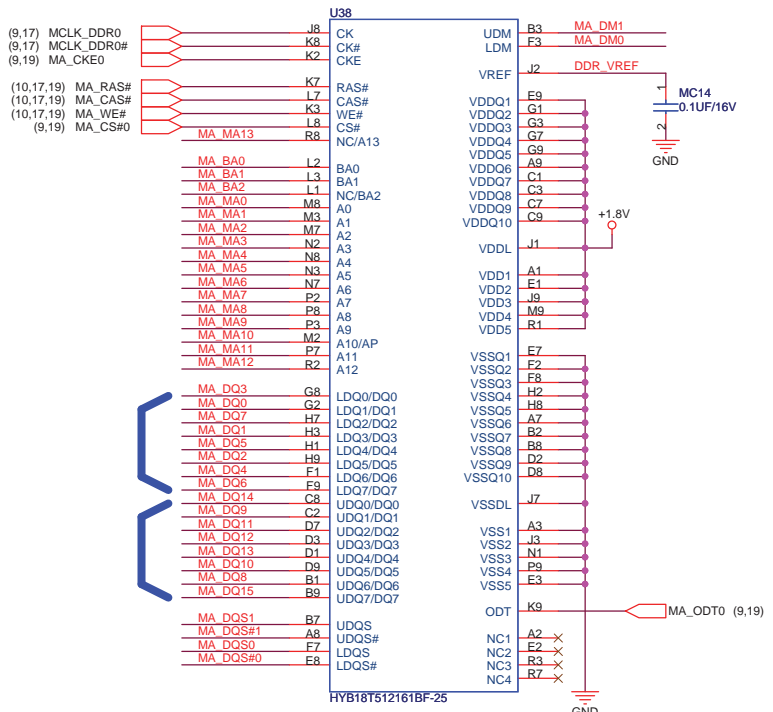 U38
(9,17) MCLK_DDR0 J8 CK UDM B3 MA_DM1
(9,17) MCLK_DDR0# K8 CK# LDM F3 MA_DM0
(9,19) MA_CKE0 K2 CKE
VREF J2 DDR_VREF
(10,17,19) MA_RAS# K7 RAS# 1 MC14
(10,17,19) MA_CAS# L7 CAS# VDDQ1 E9 0.1UF/16V
(10,17,19) MA_WE# K3 WE# VDDQ2 G1 2
(9,19) MA_CS#0 L8 CS# VDDQ3 G3
MA_MA13 R8 NC/A13 VDDQ4 G7 GND
VDDQ5 G9
MA_BA0 L2 BA0 VDDQ6 A9
MA_BA1 L3 BA1 VDDQ7 C1
MA_BA2 L1 NC/BA2 VDDQ8 C3
MA_MA0 M8 A0 VDDQ9 C7
MA_MA1 M3 A1 VDDQ10 C9 +1.8V
MA_MA2 M7 A2
MA_MA3 N2 A3 VDDL J1
MA_MA4 N8 A4
MA_MA5 N3 A5 VDD1 A1
MA_MA6 N7 A6 VDD2 E1
MA_MA7 P2 A7 VDD3 J9
MA_MA8 P8 A8 VDD4 M9
MA_MA9 P3 A9 VDD5 R1
MA_MA10 M2 A10/AP
MA_MA11 P7 A11 VSSQ1 E7
MA_MA12 R2 A12 VSSQ2 F2
VSSQ3 F8
MA_DQ3 G8 LDQ0/DQ0 VSSQ4 H2
MA_DQ0 G2 LDQ1/DQ1 VSSQ5 H8
MA_DQ7 H7 LDQ2/DQ2 VSSQ6 A7
MA_DQ1 H3 LDQ3/DQ3 VSSQ7 B2
MA_DQ5 H1 LDQ4/DQ4 VSSQ8 B8
MA_DQ2 H9 LDQ5/DQ5 VSSQ9 D2
MA_DQ4 F1 LDQ6/DQ6 VSSQ10 D8
MA_DQ6 F9 LDQ7/DQ7
MA_DQ14 C8 UDQ0/DQ0 VSSDL J7
MA_DQ9 C2 UDQ1/DQ1
MA_DQ11 D7 UDQ2/DQ2 VSS1 A3
MA_DQ12 D3 UDQ3/DQ3 VSS2 J3
MA_DQ13 D1 UDQ4/DQ4 VSS3 N1
MA_DQ10 D9 UDQ5/DQ5 VSS4 P9
MA_DQ8 B1 UDQ6/DQ6 VSS5 E3
MA_DQ15 B9 UDQ7/DQ7
ODT K9 MA_ODT0 (9,19)
MA_DQS1 B7 UDQS
MA_DQS#1 A8 UDQS# NC1 A2
MA_DQS0 F7 LDQS NC2 E2
MA_DQS#0 E8 LDQS# NC3 R3
NC4 R7
HYB18T512161BF-25
GND